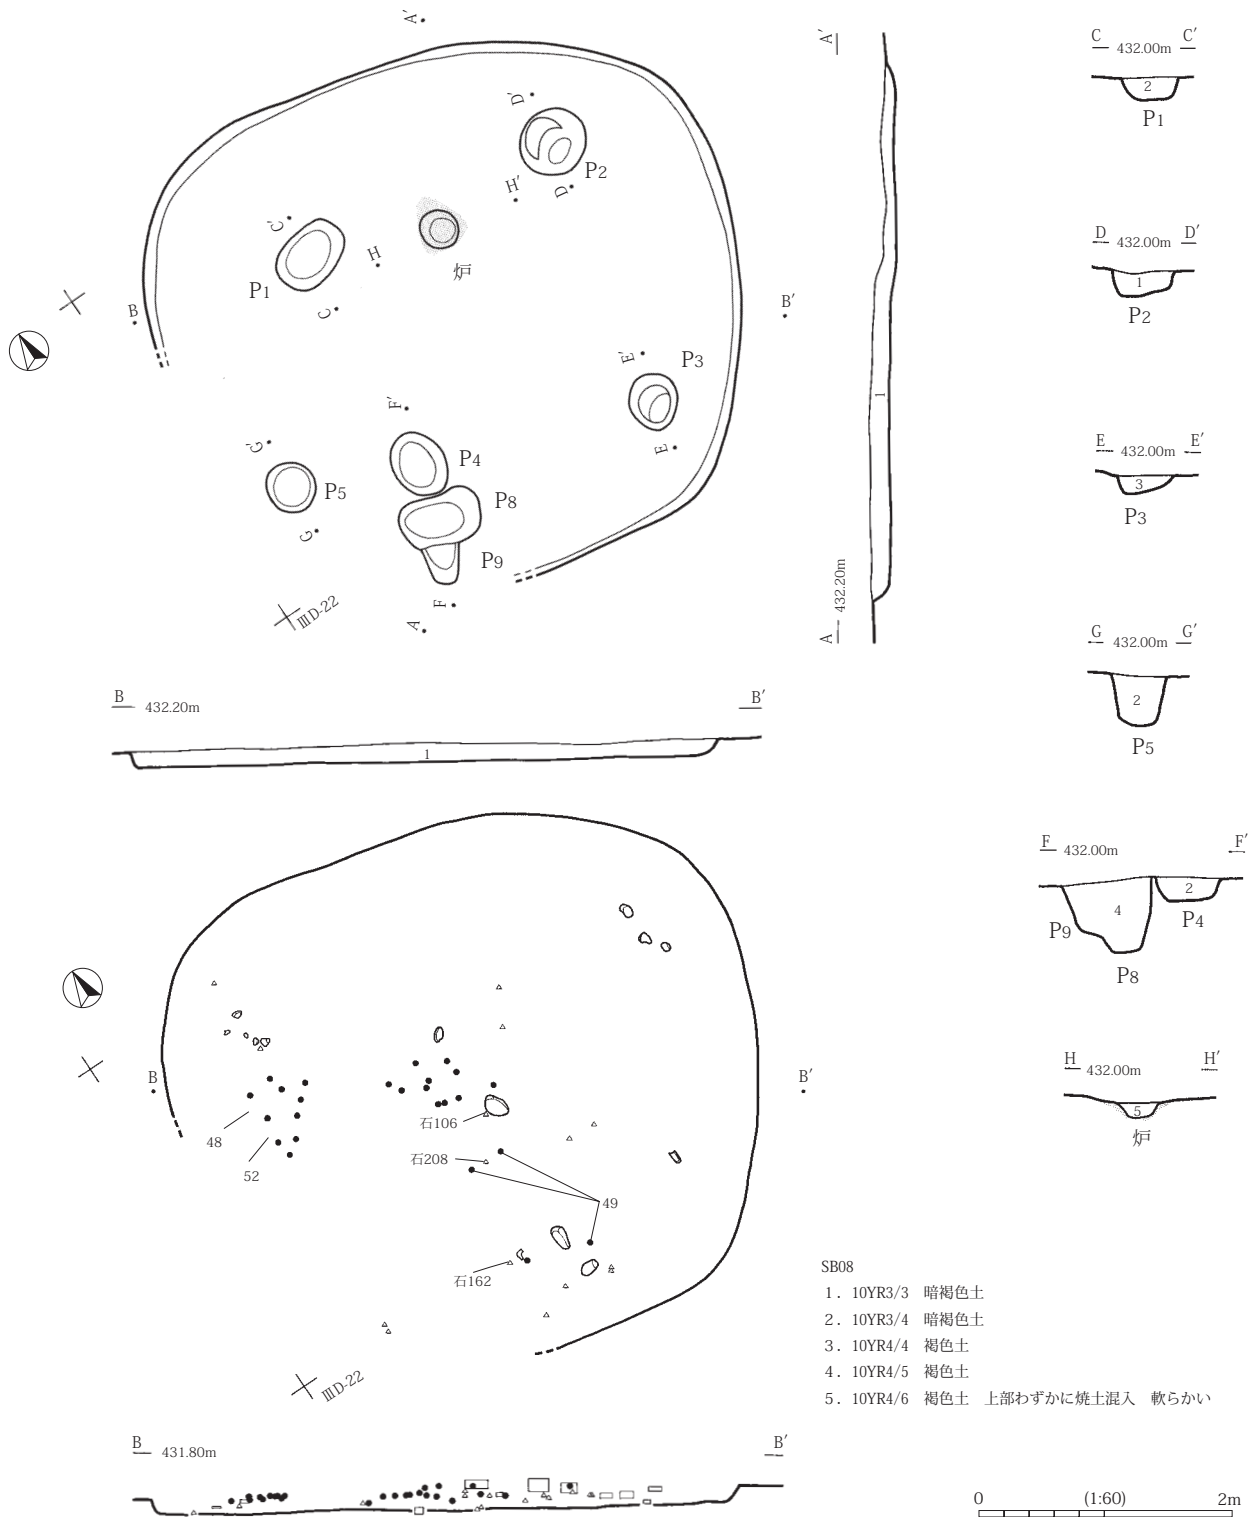 A′
D′
P2
D
H′
C′
H
炉
P1
C
B
B′
E′
P3
E
F′
G′
P4
P5
P8
G
P9
F
A
ⅢD-22
A′
1
A 432.20m
C 432.00m C′
2
P1
D 432.00m D′
1
P2
E 432.00m E′
3
P3
G 432.00m G′
2
P5
B 432.20m B′
1
F 432.00m F′
4
2
P9
P4
P8
H 432.00m H′
5
炉
B
B′
48
52
石106
石208
49
石162
ⅢD-22
SB08
1．10YR3/3 暗褐色土
2．10YR3/4 暗褐色土
3．10YR4/4 褐色土
4．10YR4/5 褐色土
5．10YR4/6 褐色土 上部わずかに焼土混入 軟らかい
B 431.80m B′
0 (1:60) 2m